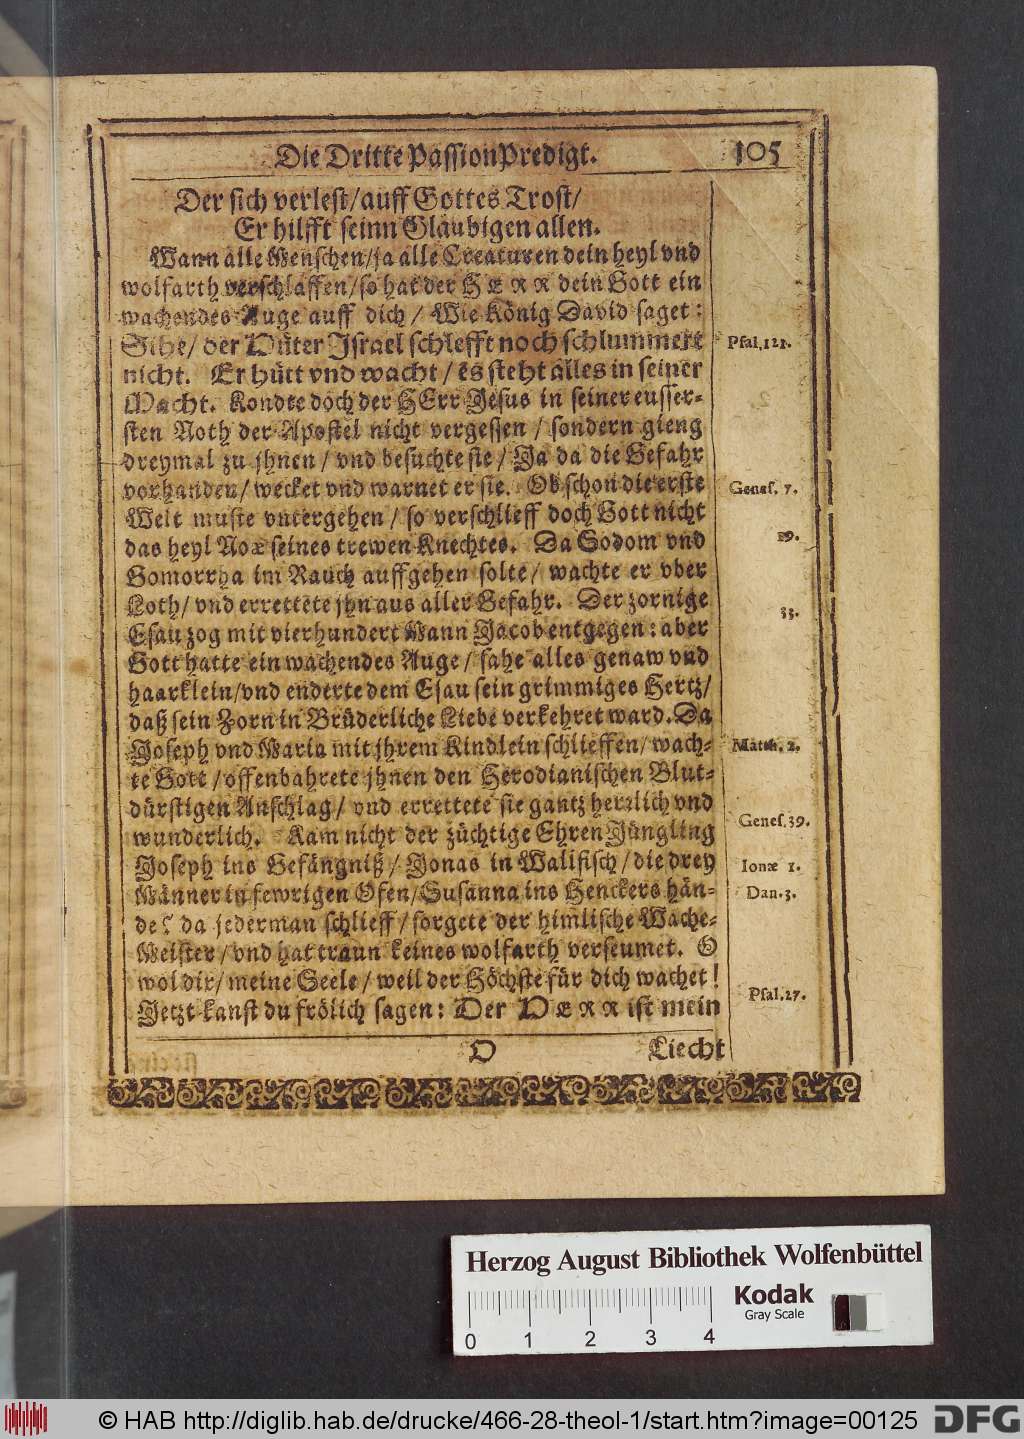 Die Dritte PassionPredigt. 105
Der sich verlest/auff Gottes Trost/
Er hilfft seinn Gläubigen allen.
Wann alle Menschen/ja alle Creaturen dein heyl vnd
wolfarth verschlaffen/so hat der HERR dein Gott ein
wachendes Auge auff dich/ Wie König David saget:
Sihe/ der Hüter Israel schlefft noch schlummert
Psal. 121.
nicht. Er hütt vnd wacht/ es steht alles in seiner
Macht. Kondte doch der HErr Jesus in seiner eusser-
sten Noth der Apostel nicht vergessen/ sondern gieng
dreymal zu jhnen/ vnd besuchte sie/ Ja da die Gefahr
vorhanden/ wecket vnd warnet er sie. Ob schon die erste
Genes. 7.
Welt muste vntergehen/ so verschlieff doch Gott nicht
das heyl Noæ seines trewen Knechtes. Da Sodom vnd
19.
Gomorrha im Rauch auffgehen solte/ wachte er vber
Loth/ vnd errettete jhn aus aller Gefahr. Der zornige
33.
Esau zog mit vierhundert Mann Jacob entgegen: aber
Gott hatte ein wachendes Auge/ sahe alles genaw vnd
haarklein/vnd enderte dem Esau sein grimmiges Hertz/
daß sein Zorn in Brüderliche Liebe verkehret ward. Da
Joseph vnd Maria mit jhrem Kindlein schlieffen/ wach-
Matth. 2.
te Gott/ offenbahrete jhnen den Herodianischen Blut-
dürstigen Anschlag/ vnd errettete sie gantz herzlich vnd
wunderlich. Kam nicht der züchtige Ehren Jüngling
Genes. 39.
Joseph ins Gefängniß/ Jonas in Walfisch/ die drey
Ionæ 1.
Männer in fewrigen Ofen/ Susanna ins Henckers hän-
Dan. 3.
de? da jederman schlieff/ sorgete der himlische Wache-
Meister/ vnd hat traun keines wolfarth verseumet. O
wol dir/ meine Seele/ weil der Höchste für dich wachet!
Jetzt kanst du frölich sagen: Der HERR ist mein
Psal. 27.
O Liecht
Herzog August Bibliothek Wolfenbüttel
Kodak
Gray Scale
0 1 2 3 4
© HAB http://diglib.hab.de/drucke/466-28-theol-1/start.htm?image=00125
DFG